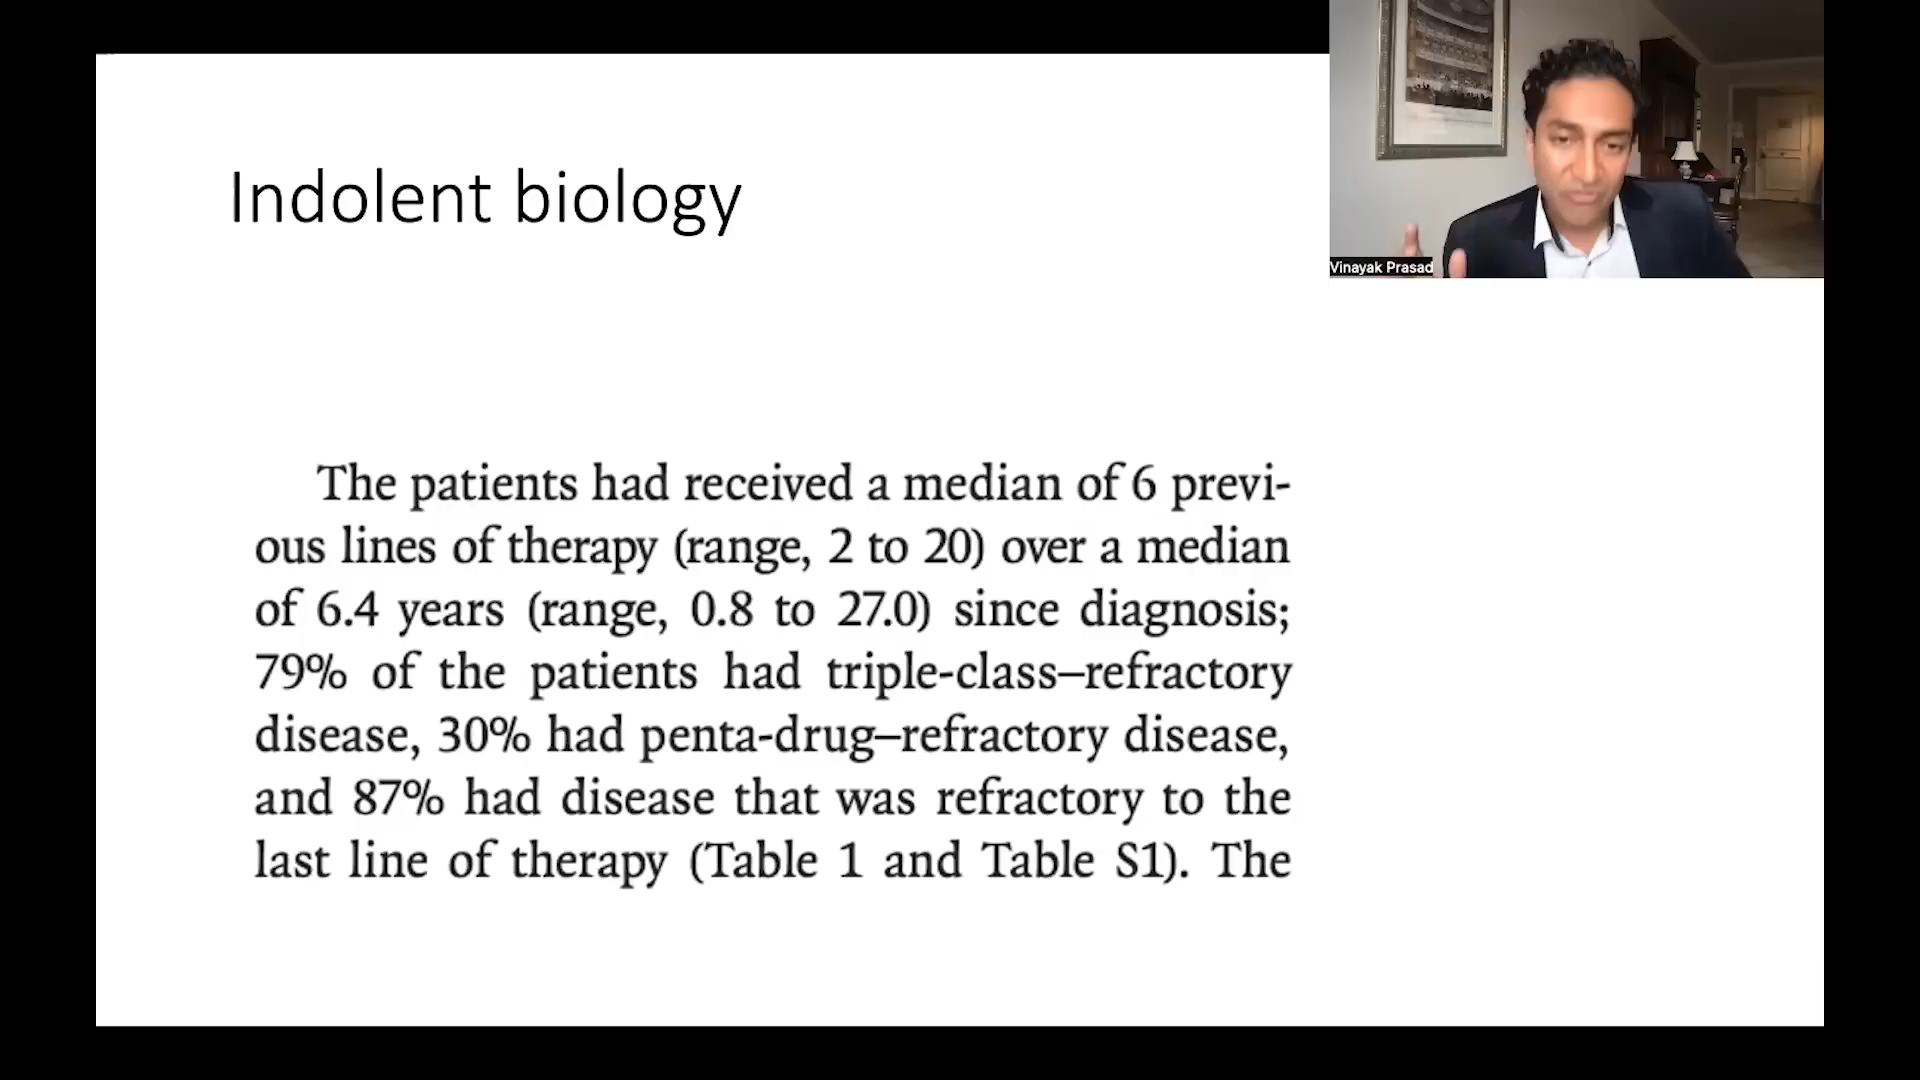 Indolent biology
Vinayak Prasad
The patients had received a median of 6 previ-
ous lines of therapy (range, 2 to 20) over a median
of 6.4 years (range, 0.8 to 27.0) since diagnosis;
79% of the patients had triple-class–refractory
disease, 30% had penta-drug–refractory disease,
and 87% had disease that was refractory to the
last line of therapy (Table 1 and Table S1). The